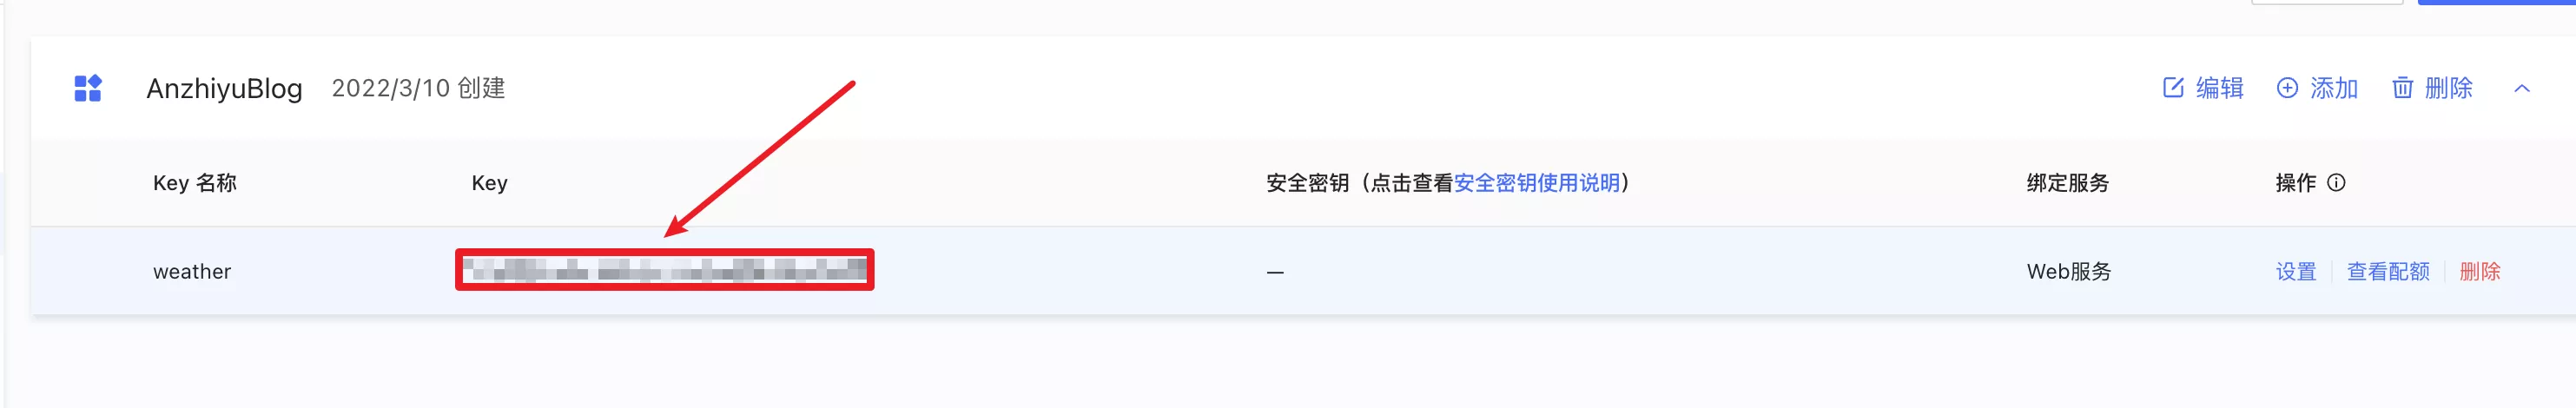 AnzhiyuBlog 2022/3/10 创建 编辑 添加 删除
Key 名称 Key 安全密钥（点击查看安全密钥使用说明） 绑定服务 操作
weather — Web服务 设置 查看配额 删除